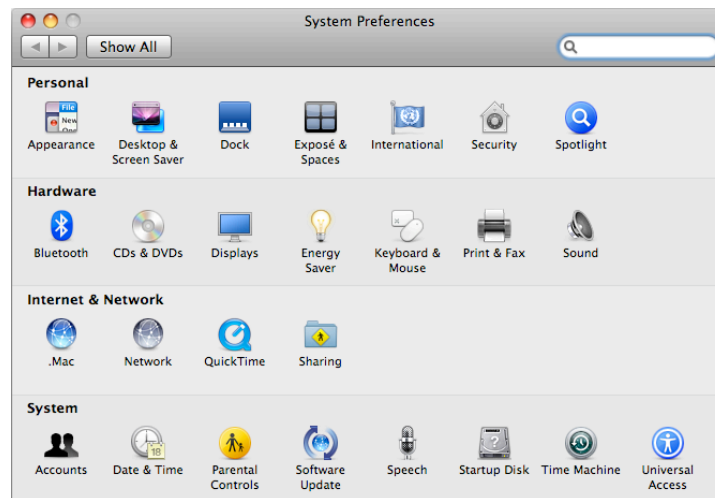 System Preferences
Show All
Personal
File
New
Appearance
Desktop &
Screen Saver
Dock
Exposé &
Spaces
International
Security
Spotlight
Hardware
Bluetooth
CDs & DVDs
Displays
Energy
Saver
Keyboard &
Mouse
Print & Fax
Sound
Internet & Network
.Mac
Network
QuickTime
Sharing
System
18
Accounts
Date & Time
Parental
Controls
Software
Update
Speech
?
Startup Disk
Time Machine
Universal
Access